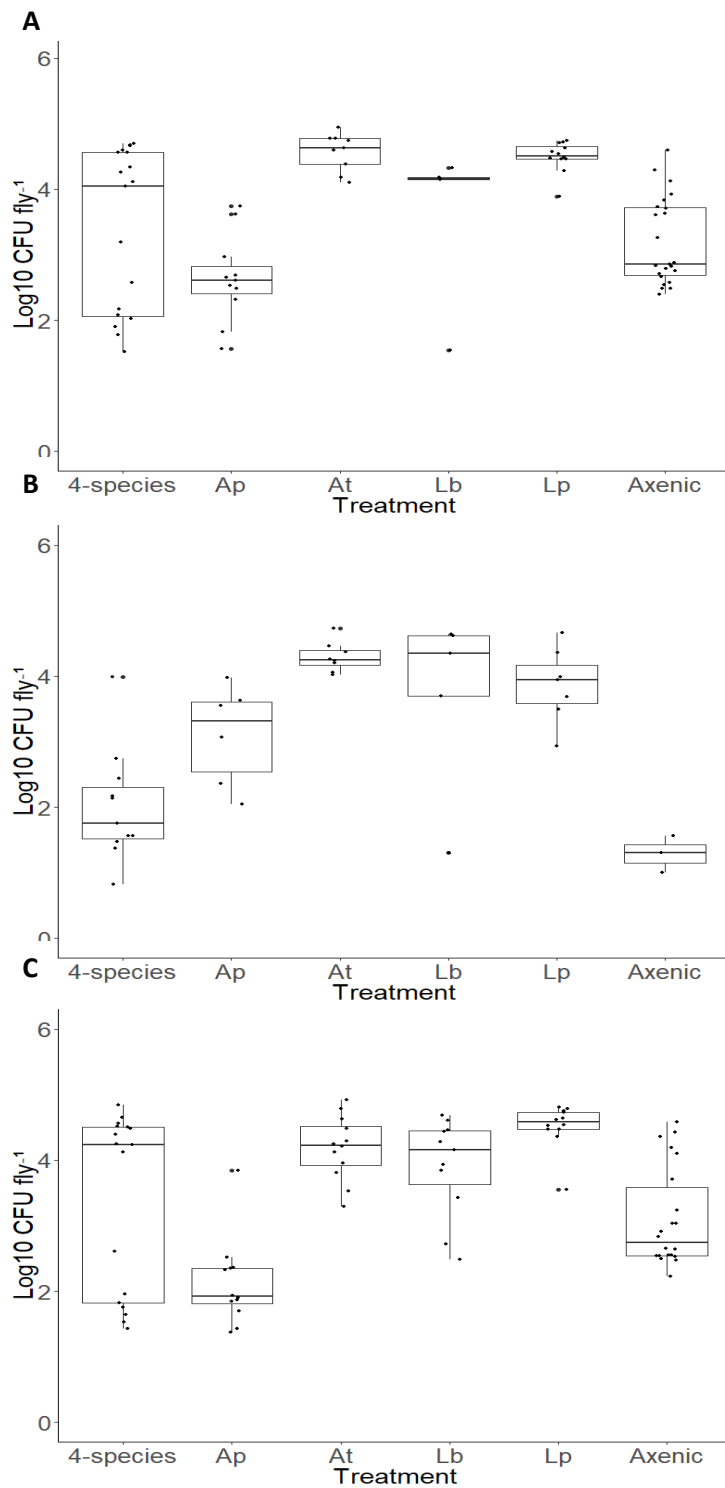 A
Log10 CFU fly-1
6
4
2
0
4-species Ap At Lb Lp Axenic
Treatment
B
Log10 CFU fly-1
6
4
2
0
4-species Ap At Lb Lp Axenic
Treatment
C
Log10 CFU fly-1
6
4
2
0
4-species Ap At Lb Lp Axenic
Treatment